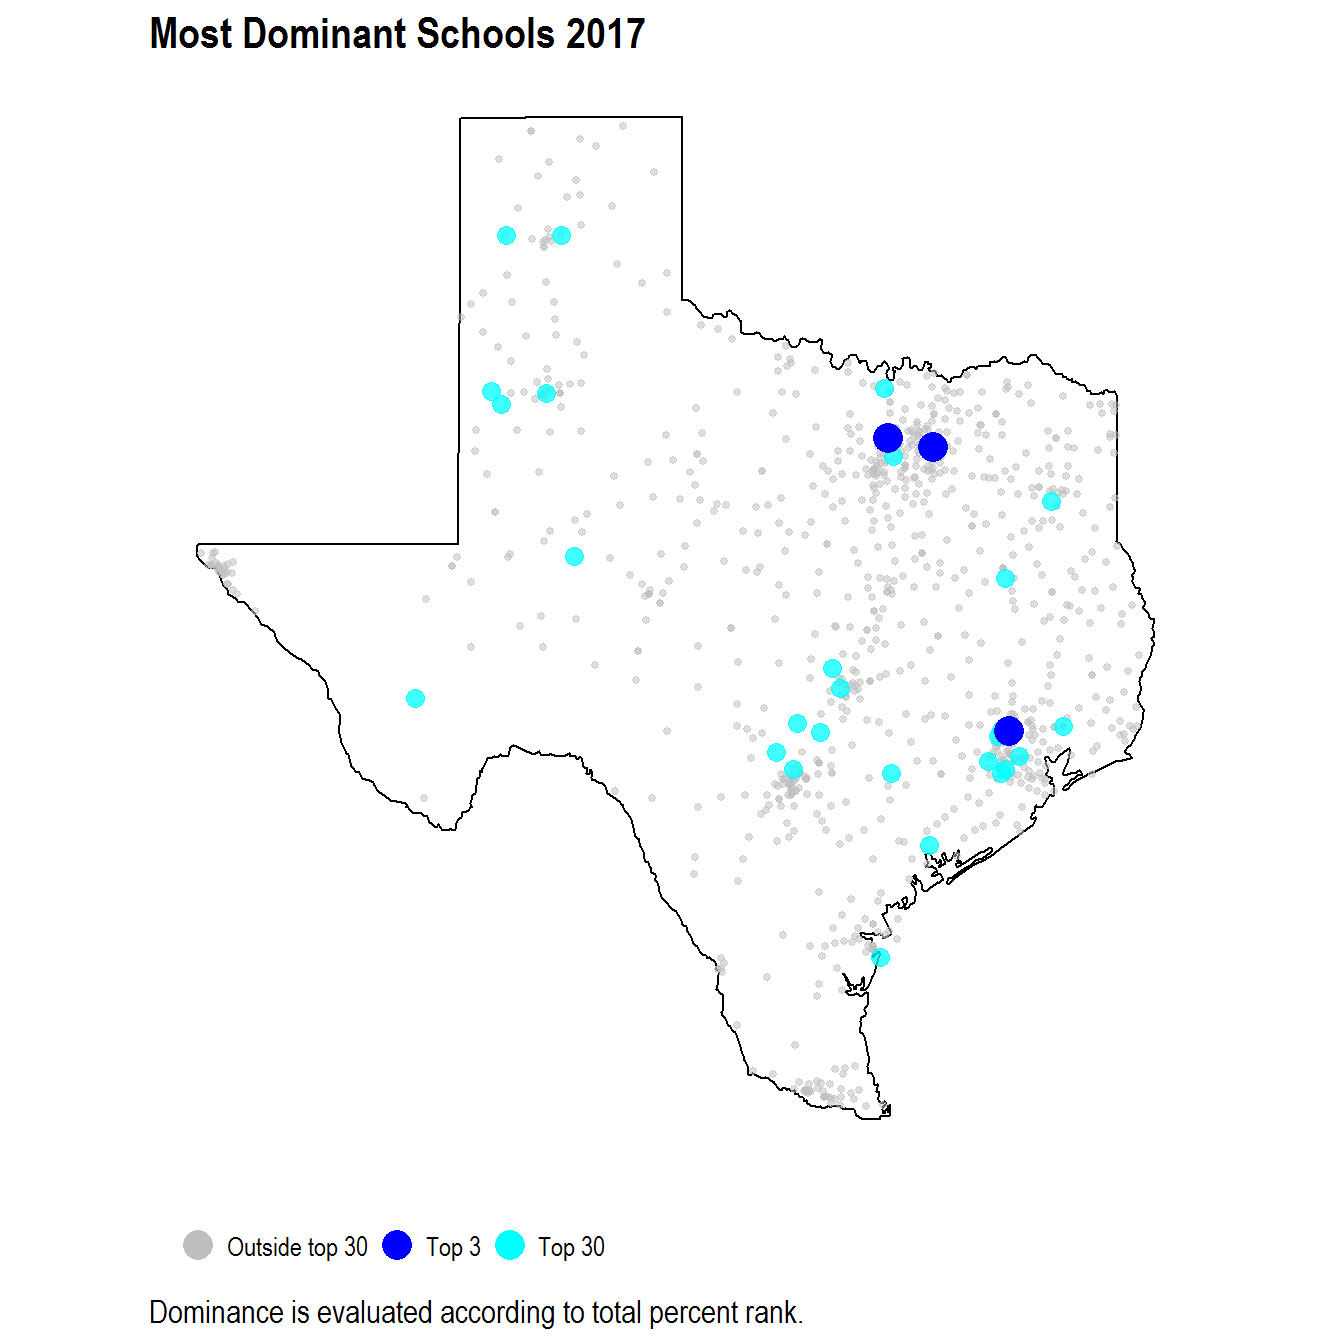 Most Dominant Schools 2017
Outside top 30 Top 3 Top 30
Dominance is evaluated according to total percent rank.